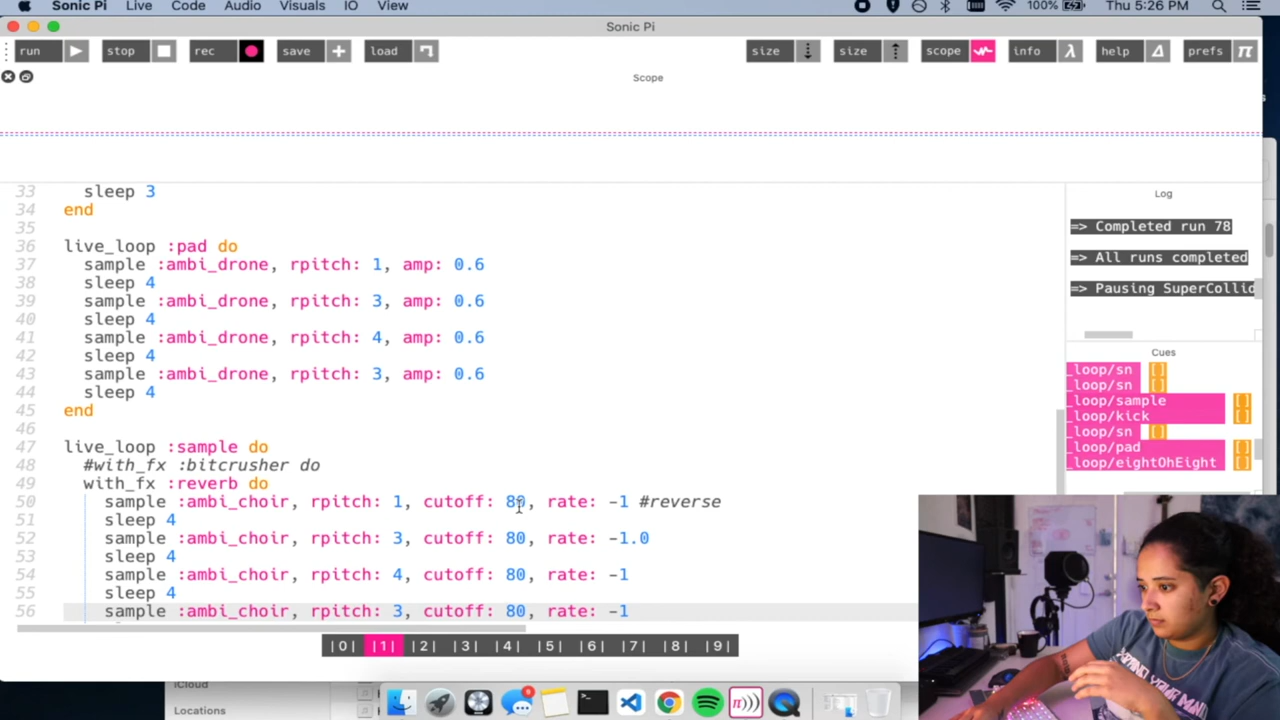 Sonic Pi Live Code Audio Visuals IO View 100% Thu 5:26 PM
Sonic Pi
run stop rec save load size size scope info help prefs
Scope
33 sleep 3
34 end
35
36 live_loop :pad do
37 sample :ambi_drone, rpitch: 1, amp: 0.6
38 sleep 4
39 sample :ambi_drone, rpitch: 3, amp: 0.6
40 sleep 4
41 sample :ambi_drone, rpitch: 4, amp: 0.6
42 sleep 4
43 sample :ambi_drone, rpitch: 3, amp: 0.6
44 sleep 4
45 end
46
47 live_loop :sample do
48 #with_fx :bitcrusher do
49 with_fx :reverb do
50 sample :ambi_choir, rpitch: 1, cutoff: 80, rate: -1 #reverse
51 sleep 4
52 sample :ambi_choir, rpitch: 3, cutoff: 80, rate: -1.0
53 sleep 4
54 sample :ambi_choir, rpitch: 4, cutoff: 80, rate: -1
55 sleep 4
56 sample :ambi_choir, rpitch: 3, cutoff: 80, rate: -1
Log
=> Completed run 78
=> All runs completed
=> Pausing SuperCollid
Cues
_loop/sn []
_loop/sn []
_loop/sample []
_loop/kick []
_loop/sn []
_loop/pad []
_loop/eightOhEight []
|0| |1| |2| |3| |4| |5| |6| |7| |8| |9|
iCloud
Locations